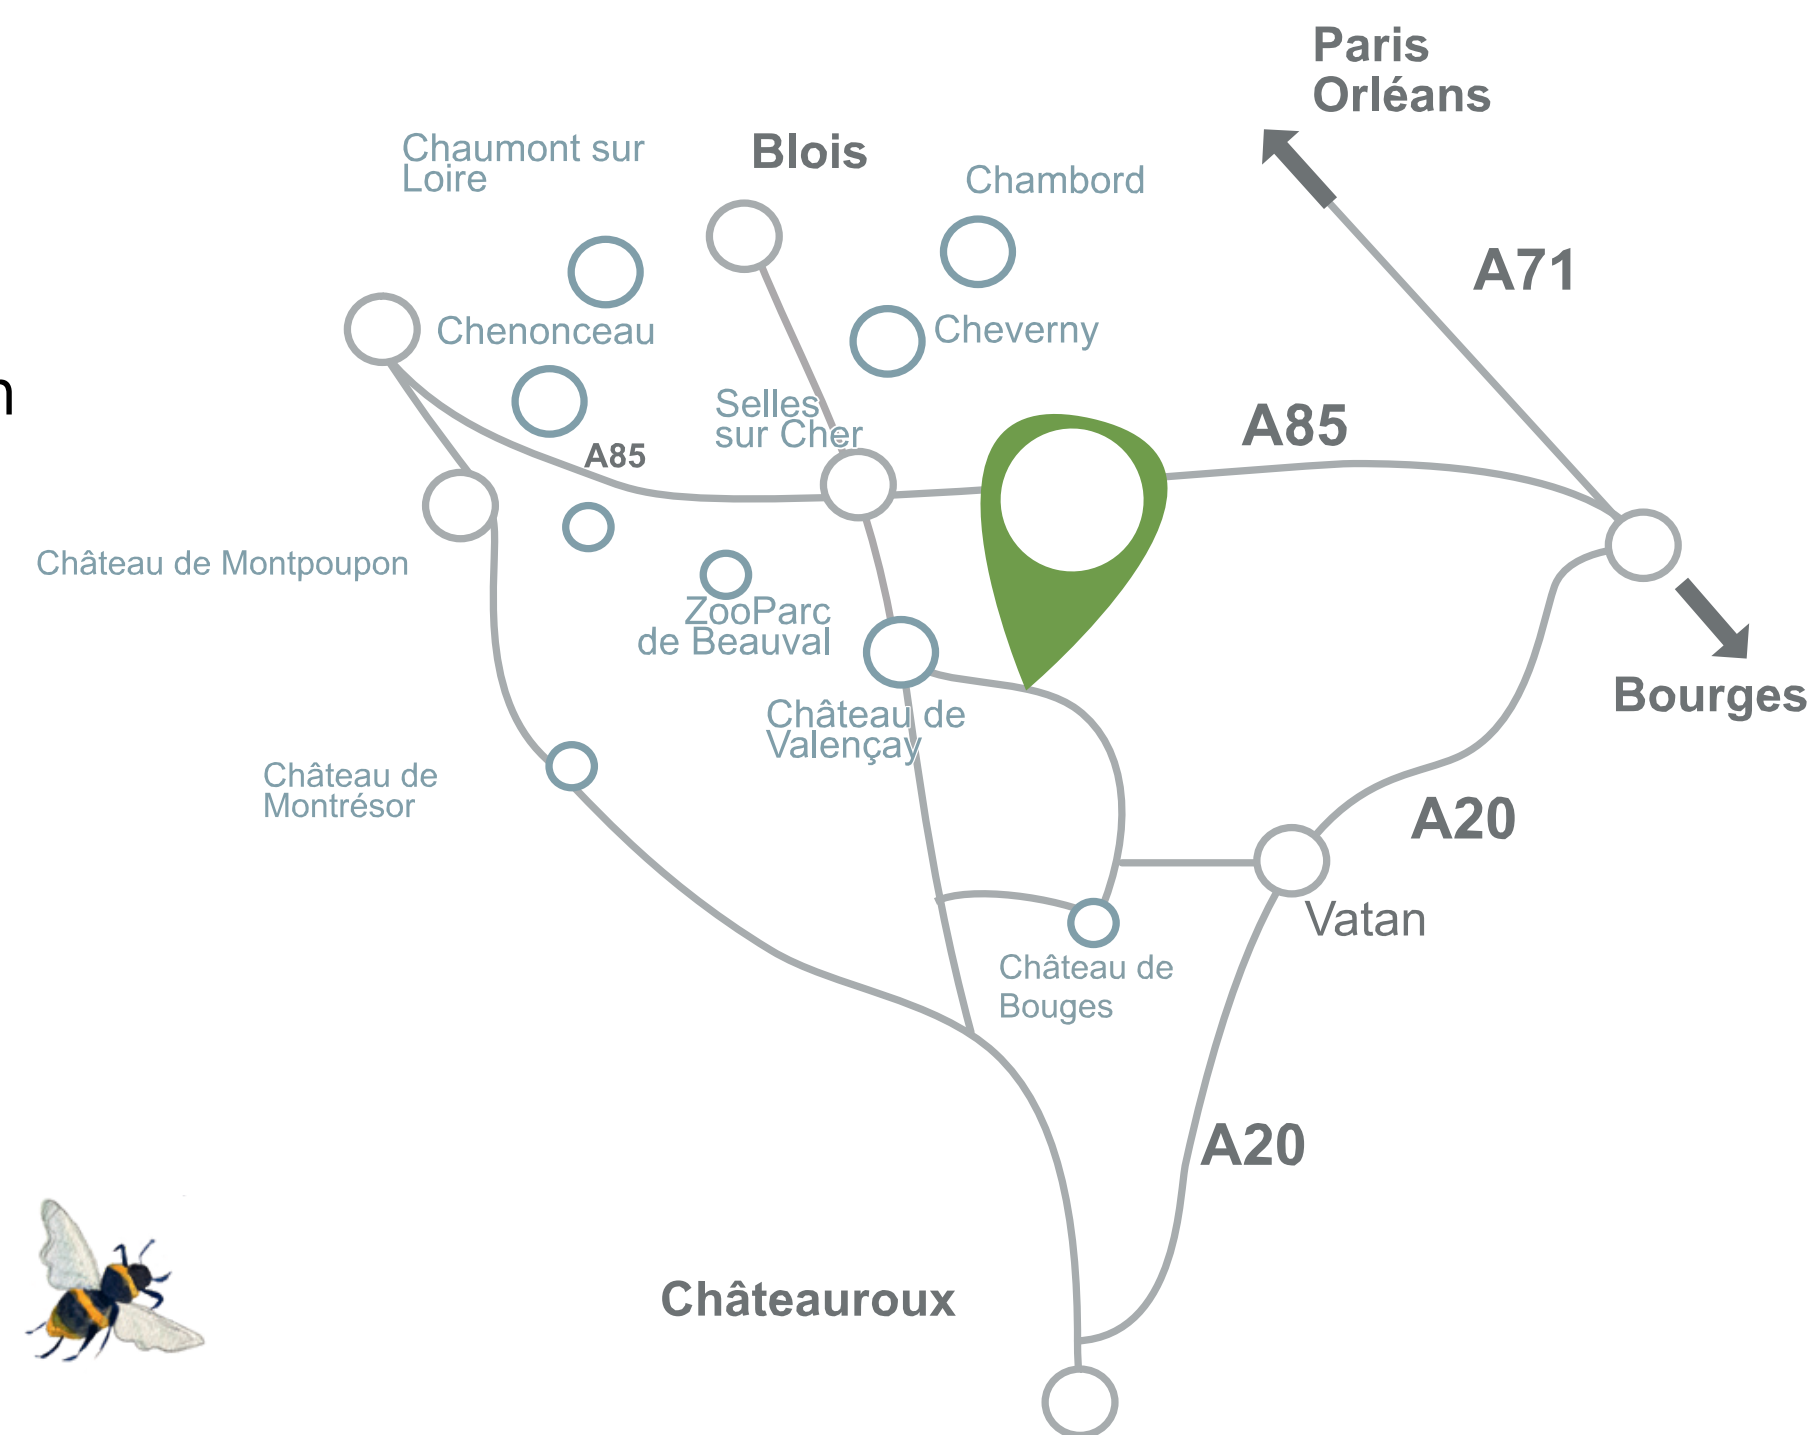 Paris
Orléans
Chaumont sur
Loire
Blois
Chambord
A71
Chenonceau
Cheverny
n
Selles
sur Cher
A85
A85
Château de Montpoupon
ZooParc
de Beauval
Bourges
Château de
Valençay
Château de
Montrésor
A20
Vatan
Château de
Bouges
A20
Châteauroux